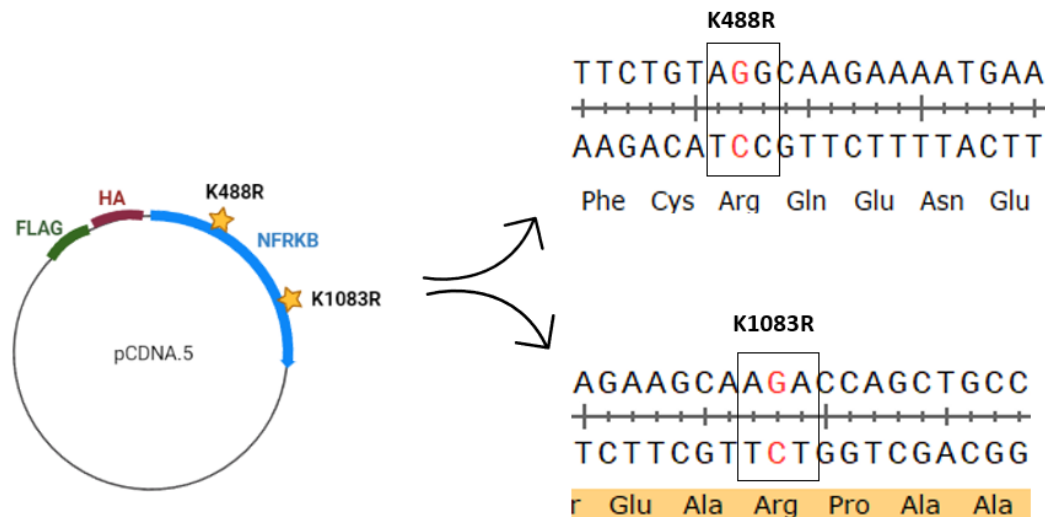 K488R
TTCTGTAGGCAAGAAAATGAA
AAGACATCCGTTCTTTTACTT
Phe Cys Arg Gln Glu Asn Glu
HA
K488R
FLAG
NFRKB
K1083R
pCDNA.5
K1083R
AGAAGCAAGACCAGCTGCC
TCTTCGTTCTGGTCGACGG
r Glu Ala Arg Pro Ala Ala